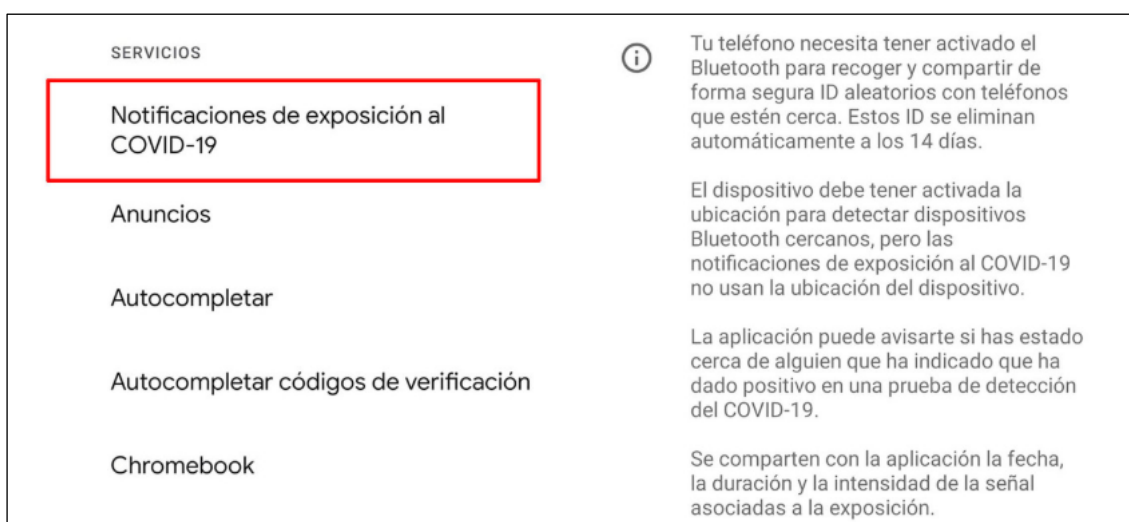 SERVICIOS
Notificaciones de exposición al
COVID-19
Anuncios
Autocompletar
Autocompletar códigos de verificación
Chromebook
Tu teléfono necesita tener activado el
Bluetooth para recoger y compartir de
forma segura ID aleatorios con teléfonos
que estén cerca. Estos ID se eliminan
automáticamente a los 14 días.
El dispositivo debe tener activada la
ubicación para detectar dispositivos
Bluetooth cercanos, pero las
notificaciones de exposición al COVID-19
no usan la ubicación del dispositivo.
La aplicación puede avisarte si has estado
cerca de alguien que ha indicado que ha
dado positivo en una prueba de detección
del COVID-19.
Se comparten con la aplicación la fecha,
la duración y la intensidad de la señal
asociadas a la exposición.